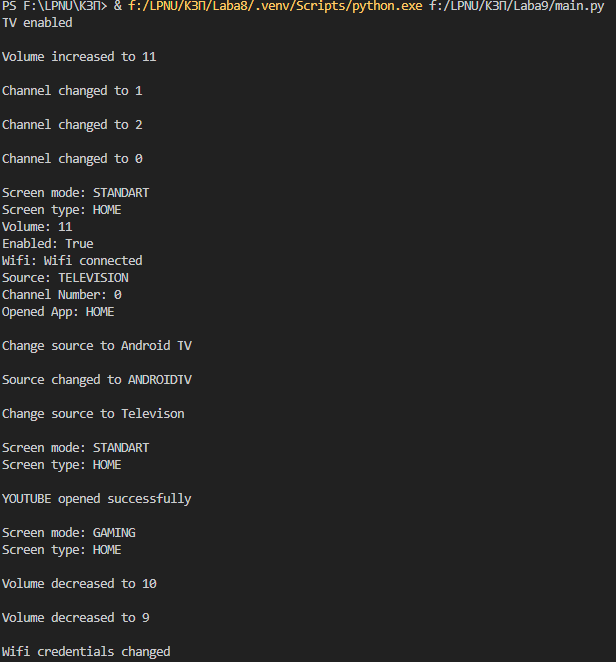 PS F:\LPNU\КЗП> & f:/LPNU/КЗП/Laba8/.venv/Scripts/python.exe f:/LPNU/КЗП/Laba9/main.py
TV enabled
Volume increased to 11
Channel changed to 1
Channel changed to 2
Channel changed to 0
Screen mode: STANDART
Screen type: HOME
Volume: 11
Enabled: True
Wifi: Wifi connected
Source: TELEVISION
Channel Number: 0
Opened App: HOME
Change source to Android TV
Source changed to ANDROIDTV
Change source to Televison
Screen mode: STANDART
Screen type: HOME
YOUTUBE opened successfully
Screen mode: GAMING
Screen type: HOME
Volume decreased to 10
Volume decreased to 9
Wifi credentials changed